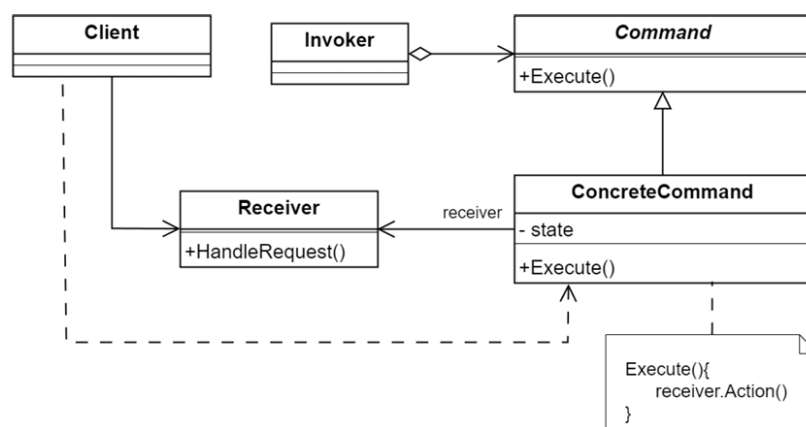 Client
Invoker
Command
+Execute()
Receiver
+HandleRequest()
receiver
ConcreteCommand
- state
+Execute()
Execute(){
receiver.Action()
}